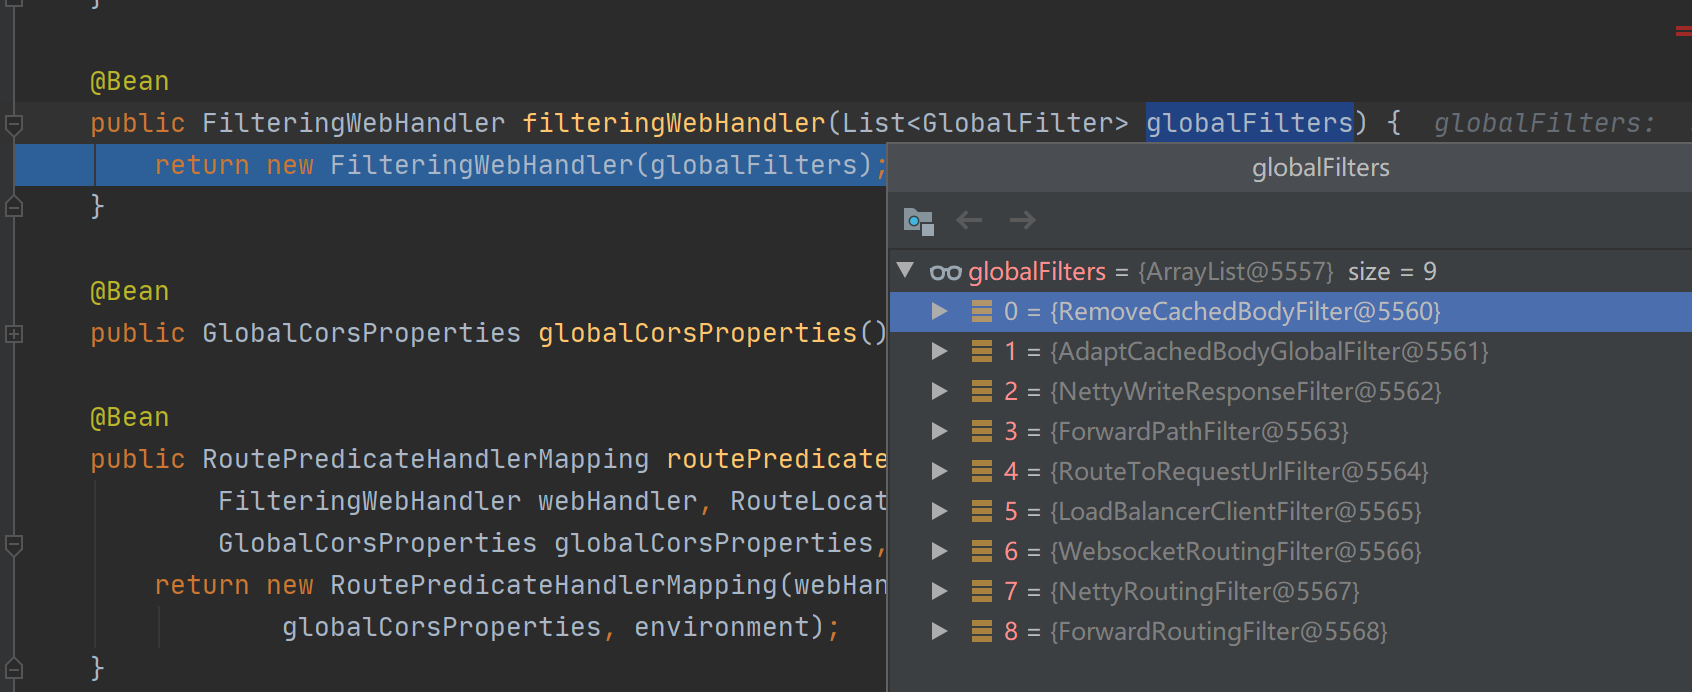 }
@Bean
public FilteringWebHandler filteringWebHandler(List<GlobalFilter> globalFilters) {  globalFilters:
return new FilteringWebHandler(globalFilters);
}
@Bean
public GlobalCorsProperties globalCorsProperties()
@Bean
public RoutePredicateHandlerMapping routePredicate
FilteringWebHandler webHandler, RouteLocat
GlobalCorsProperties globalCorsProperties,
return new RoutePredicateHandlerMapping(webHan
globalCorsProperties, environment);
}
globalFilters
globalFilters = {ArrayList@5557} size = 9
0 = {RemoveCachedBodyFilter@5560}
1 = {AdaptCachedBodyGlobalFilter@5561}
2 = {NettyWriteResponseFilter@5562}
3 = {ForwardPathFilter@5563}
4 = {RouteToRequestUrlFilter@5564}
5 = {LoadBalancerClientFilter@5565}
6 = {WebsocketRoutingFilter@5566}
7 = {NettyRoutingFilter@5567}
8 = {ForwardRoutingFilter@5568}